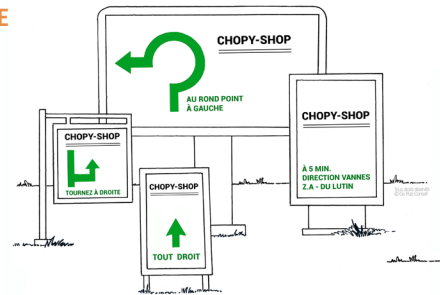 E
CHOPY-SHOP
AU ROND POINT
À GAUCHE
CHOPY-SHOP
À 5 MIN.
DIRECTION VANNES
Z.A - DU LUTIN
CHOPY-SHOP
TOURNEZ À DROITE
CHOPY-SHOP
TOUT DROIT